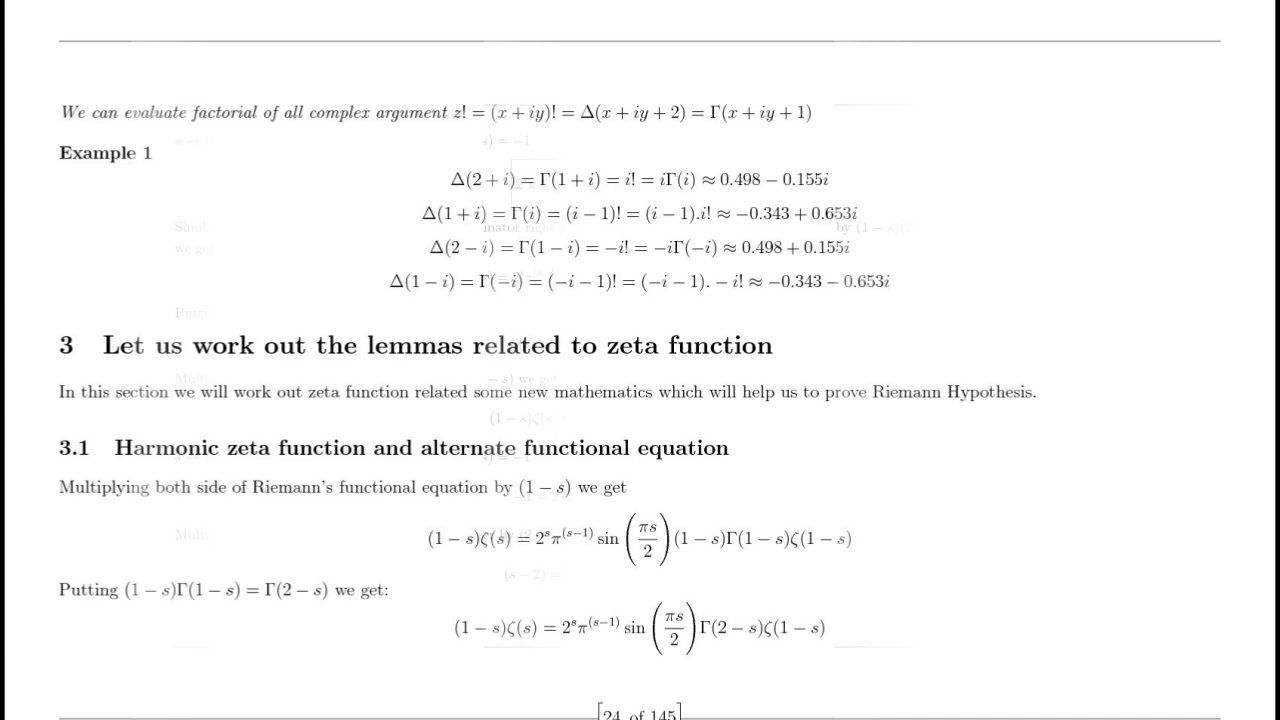 We can evaluate factorial of all complex argument z! = (x + iy)! = Δ(x + iy + 2) = Γ(x + iy + 1)
Example 1
Δ(2 + i) = Γ(1 + i) = i! = iΓ(i) ≈ 0.498 − 0.155i
Δ(1 + i) = Γ(i) = (i − 1)! = (i − 1).i! ≈ −0.343 + 0.653i
Δ(2 − i) = Γ(1 − i) = −i! = −iΓ(−i) ≈ 0.498 + 0.155i
Δ(1 − i) = Γ(−i) = (−i − 1)! = (−i − 1). − i! ≈ −0.343 − 0.653i
3 Let us work out the lemmas related to zeta function
In this section we will work out zeta function related some new mathematics which will help us to prove Riemann Hypothesis.
3.1 Harmonic zeta function and alternate functional equation
Multiplying both side of Riemann's functional equation by (1 − s) we get
(1 − s)ζ(s) = 2^s π^(s−1) sin (πs/2) (1 − s)Γ(1 − s)ζ(1 − s)
Putting (1 − s)Γ(1 − s) = Γ(2 − s) we get:
(1 − s)ζ(s) = 2^s π^(s−1) sin (πs/2) Γ(2 − s)ζ(1 − s)
[24 of 145]